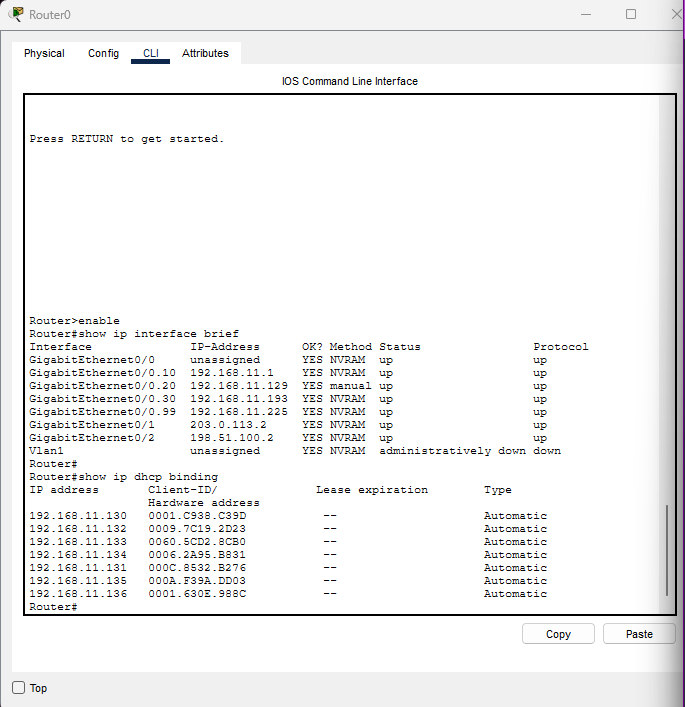 Router0
Physical Config CLI Attributes
IOS Command Line Interface
Press RETURN to get started.
Router>enable
Router#show ip interface brief
Interface IP-Address OK? Method Status Protocol
GigabitEthernet0/0 unassigned YES NVRAM up up
GigabitEthernet0/0.10 192.168.11.1 YES NVRAM up up
GigabitEthernet0/0.20 192.168.11.129 YES manual up up
GigabitEthernet0/0.30 192.168.11.193 YES NVRAM up up
GigabitEthernet0/0.99 192.168.11.225 YES NVRAM up up
GigabitEthernet0/1 203.0.113.2 YES NVRAM up up
GigabitEthernet0/2 198.51.100.2 YES NVRAM up up
Vlan1 unassigned YES NVRAM administratively down down
Router#
Router#show ip dhcp binding
IP address Client-ID/ Lease expiration Type
Hardware address
192.168.11.130 0001.C938.C39D -- Automatic
192.168.11.132 0009.7C19.2D23 -- Automatic
192.168.11.133 0060.5CD2.8CB0 -- Automatic
192.168.11.134 0006.2A95.B831 -- Automatic
192.168.11.131 000C.8532.B276 -- Automatic
192.168.11.135 000A.F39A.DD03 -- Automatic
192.168.11.136 0001.630E.988C -- Automatic
Router#
Copy Paste
Top